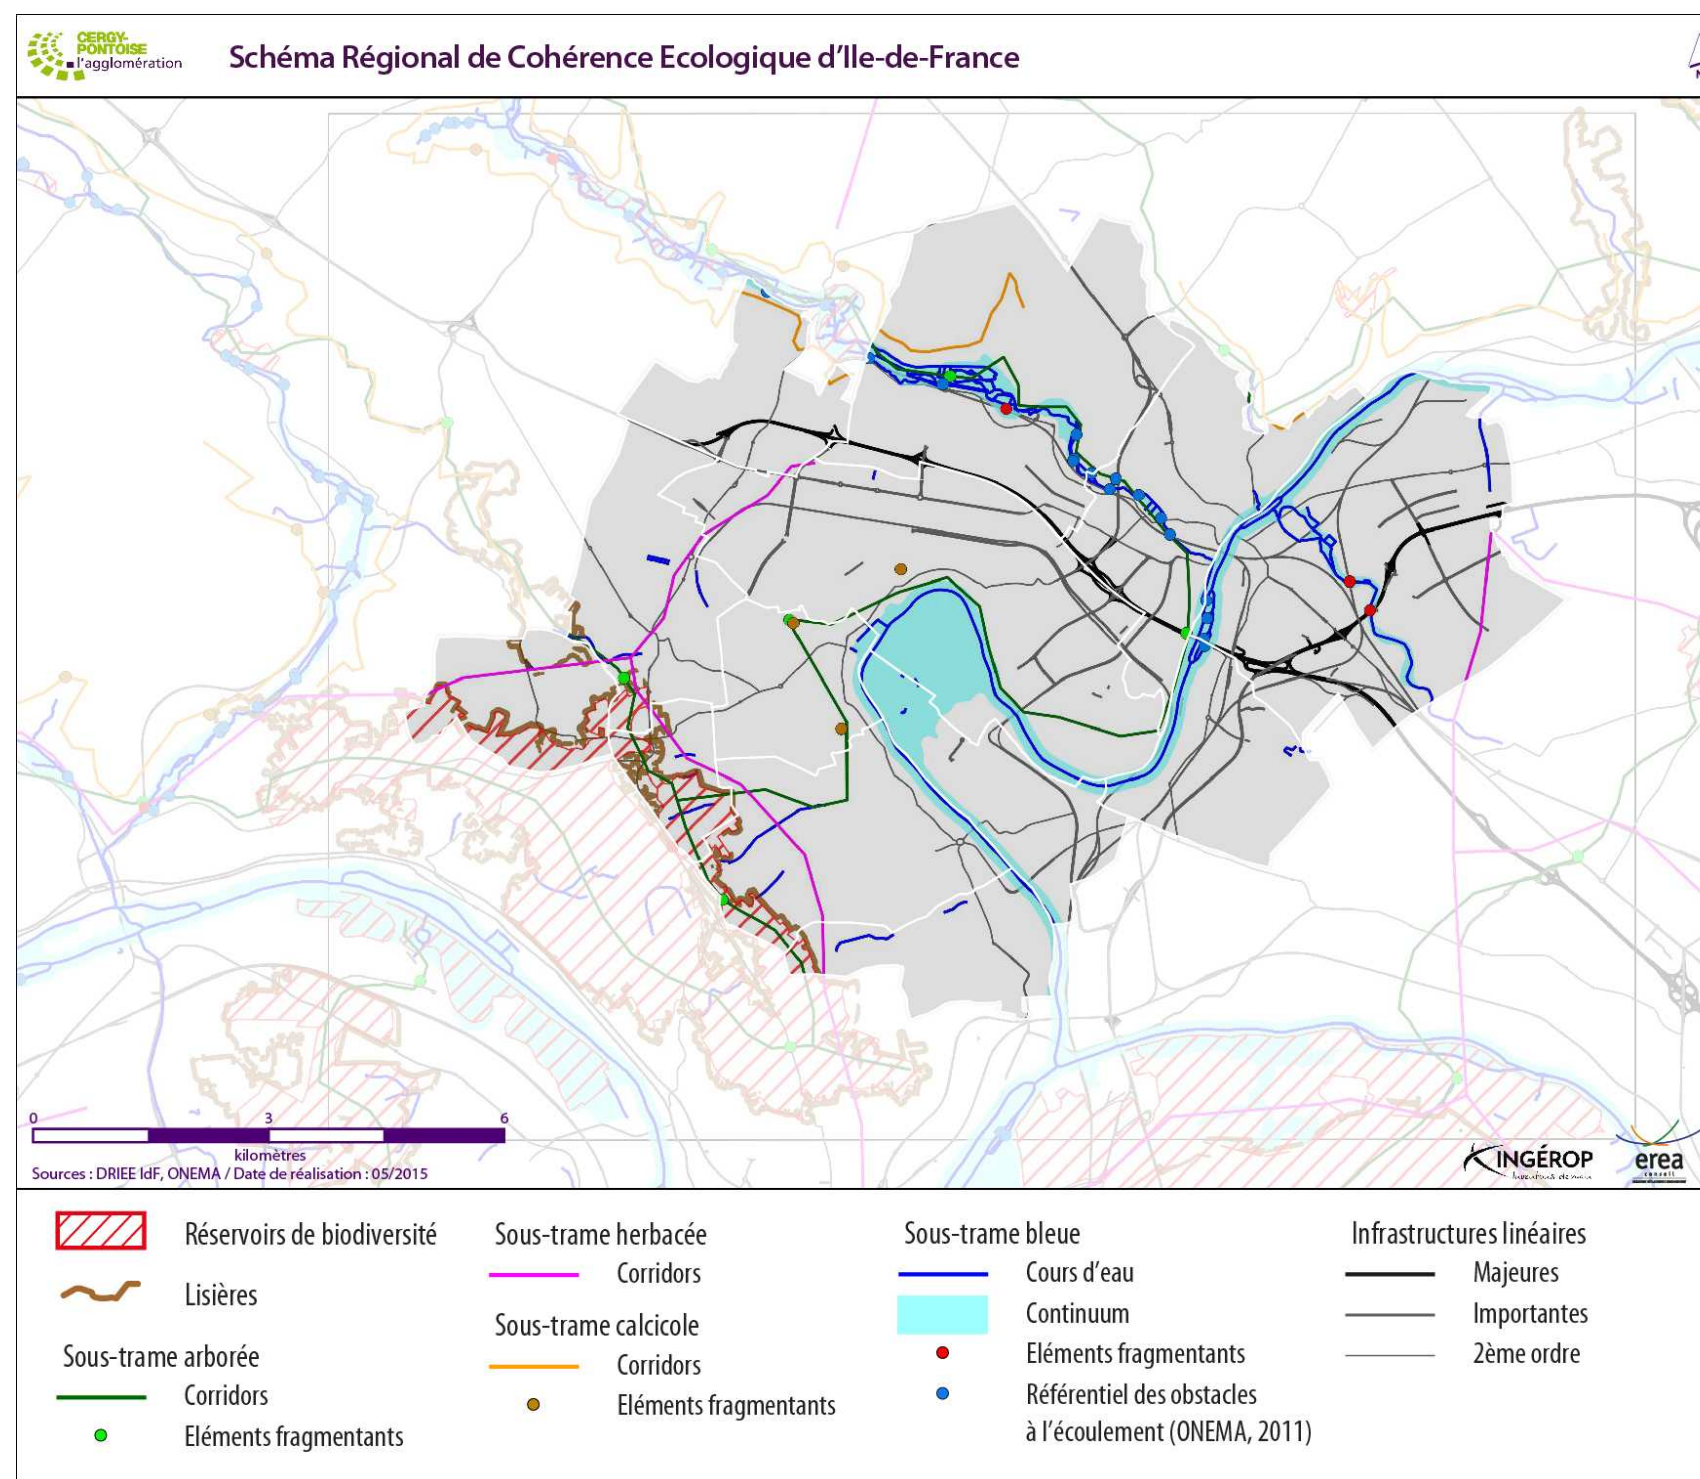 CERGY-
PONTOISE
l'agglomération
Schéma Régional de Cohérence Ecologique d'Ile-de-France
0 3 6
kilomètres
Sources : DRIEE IdF, ONEMA / Date de réalisation : 05/2015
INGÉROP
erea
conseil
Réservoirs de biodiversité
Lisières
Sous-trame arborée
Corridors
Eléments fragmentants
Sous-trame herbacée
Corridors
Sous-trame calcicole
Corridors
Eléments fragmentants
Sous-trame bleue
Cours d'eau
Continuum
Eléments fragmentants
Référentiel des obstacles
à l'écoulement (ONEMA, 2011)
Infrastructures linéaires
Majeures
Importantes
2ème ordre